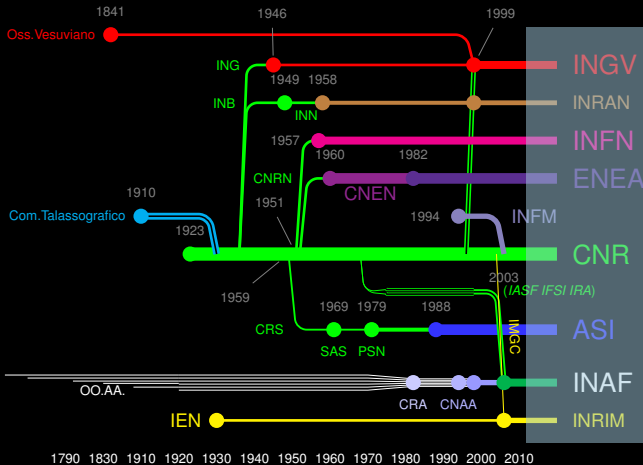 1841
1946
1999
Oss.Vesuviano
ING
INGV
1949
1958
INB
INN
INRAN
1957
INFN
1960
1982
CNRN
CNEN
ENEA
1910
1951
1994
Com.Talassografico
INFM
1923
CNR
1959
2003
(IASF IFSI IRA)
1969
1979
1988
CRS
IMGC
ASI
SAS
PSN
OO.AA.
CRA
CNAA
INAF
IEN
INRIM
1790 1830 1910 1920 1930 1940 1950 1960 1970 1980 1990 2000 2010